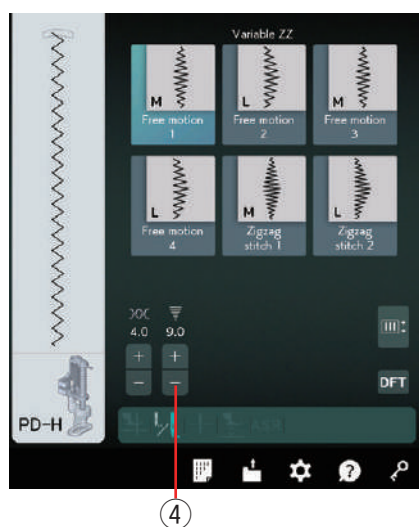 Variable ZZ
M
Free motion
1
L
Free motion
2
M
Free motion
3
L
Free motion
4
M
Zigzag
stitch 1
L
Zigzag
stitch 2
4.0 9.0
+ +
− −
DFT
PD-H
ASR
?
④